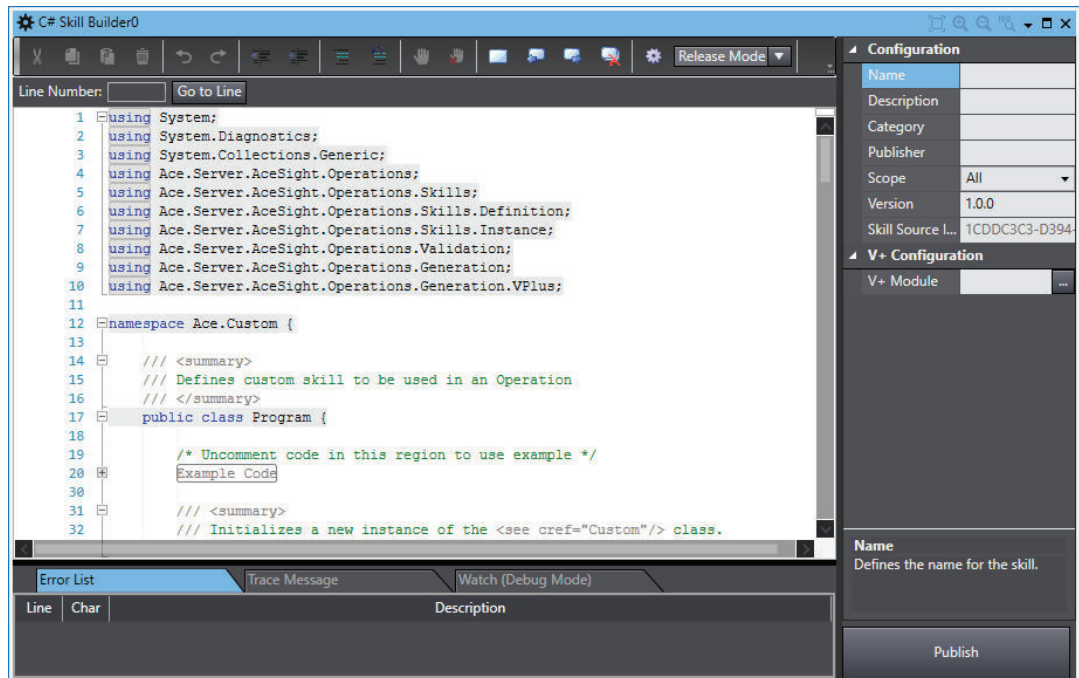 C# Skill Builder0
Release Mode
Line Number: Go to Line
1 using System;
2 using System.Diagnostics;
3 using System.Collections.Generic;
4 using Ace.Server.AceSight.Operations;
5 using Ace.Server.AceSight.Operations.Skills;
6 using Ace.Server.AceSight.Operations.Skills.Definition;
7 using Ace.Server.AceSight.Operations.Skills.Instance;
8 using Ace.Server.AceSight.Operations.Validation;
9 using Ace.Server.AceSight.Operations.Generation;
10 using Ace.Server.AceSight.Operations.Generation.VPlus;
11
12 namespace Ace.Custom {
13
14 /// <summary>
15 /// Defines custom skill to be used in an Operation
16 /// </summary>
17 public class Program {
18
19 /* Uncomment code in this region to use example */
20 Example Code
30
31 /// <summary>
32 /// Initializes a new instance of the <see cref="Custom"/> class.
Error List Trace Message Watch (Debug Mode)
Line Char Description
Configuration
Name
Description
Category
Publisher
Scope All
Version 1.0.0
Skill Source I... 1CDDC3C3-D394-
V+ Configuration
V+ Module ...
Name
Defines the name for the skill.
Publish